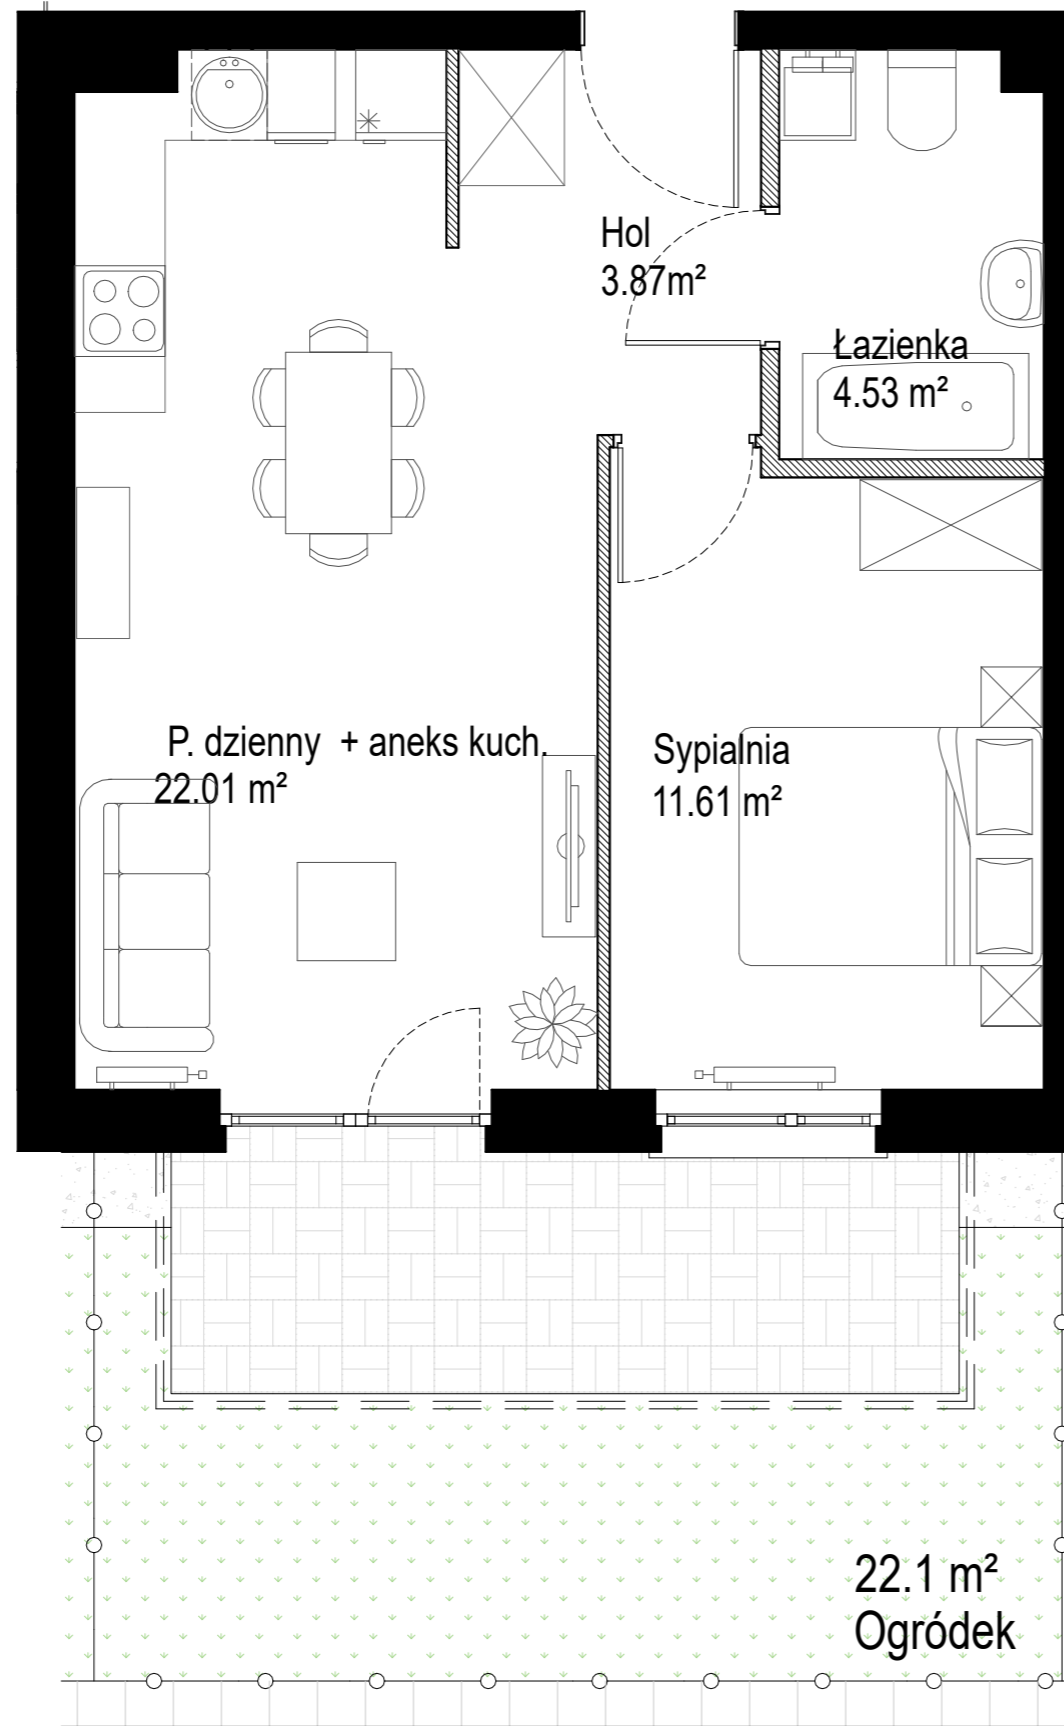 Hol
3.87m²
Łazienka
4.53 m²
P. dzienny + aneks kuch.
22.01 m²
Sypialnia
11.61 m²
22.1 m²
Ogródek